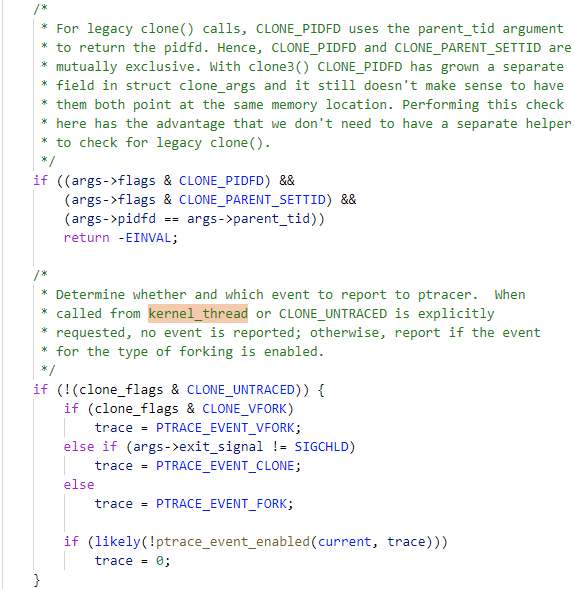 /*
 * For legacy clone() calls, CLONE_PIDFD uses the parent_tid argument
 * to return the pidfd. Hence, CLONE_PIDFD and CLONE_PARENT_SETTID are
 * mutually exclusive. With clone3() CLONE_PIDFD has grown a separate
 * field in struct clone_args and it still doesn't make sense to have
 * them both point at the same memory location. Performing this check
 * here has the advantage that we don't need to have a separate helper
 * to check for legacy clone().
 */
if ((args->flags & CLONE_PIDFD) &&
    (args->flags & CLONE_PARENT_SETTID) &&
    (args->pidfd == args->parent_tid))
    return -EINVAL;

/*
 * Determine whether and which event to report to ptracer.  When
 * called from kernel_thread or CLONE_UNTRACED is explicitly
 * requested, no event is reported; otherwise, report if the event
 * for the type of forking is enabled.
 */
if (!(clone_flags & CLONE_UNTRACED)) {
    if (clone_flags & CLONE_VFORK)
        trace = PTRACE_EVENT_VFORK;
    else if (args->exit_signal != SIGCHLD)
        trace = PTRACE_EVENT_CLONE;
    else
        trace = PTRACE_EVENT_FORK;

    if (likely(!ptrace_event_enabled(current, trace)))
        trace = 0;
}